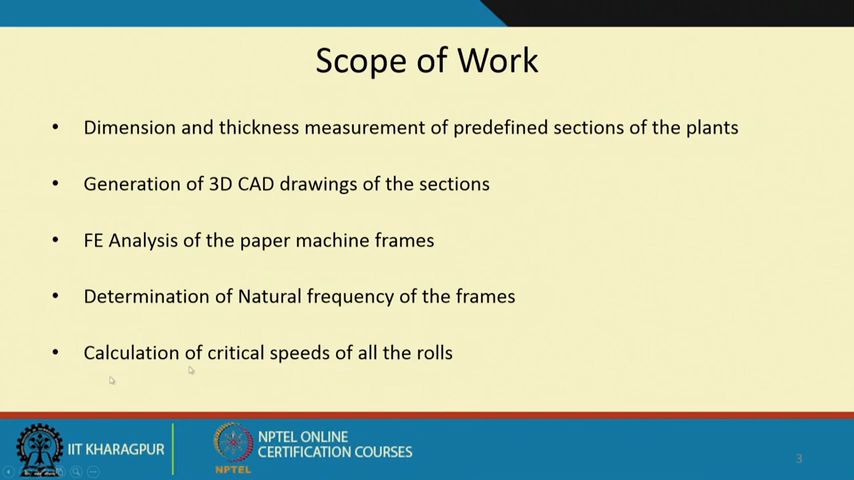 Scope of Work
• Dimension and thickness measurement of predefined sections of the plants
• Generation of 3D CAD drawings of the sections
• FE Analysis of the paper machine frames
• Determination of Natural frequency of the frames
• Calculation of critical speeds of all the rolls
IIT KHARAGPUR
NPTEL
NPTEL ONLINE
CERTIFICATION COURSES
3